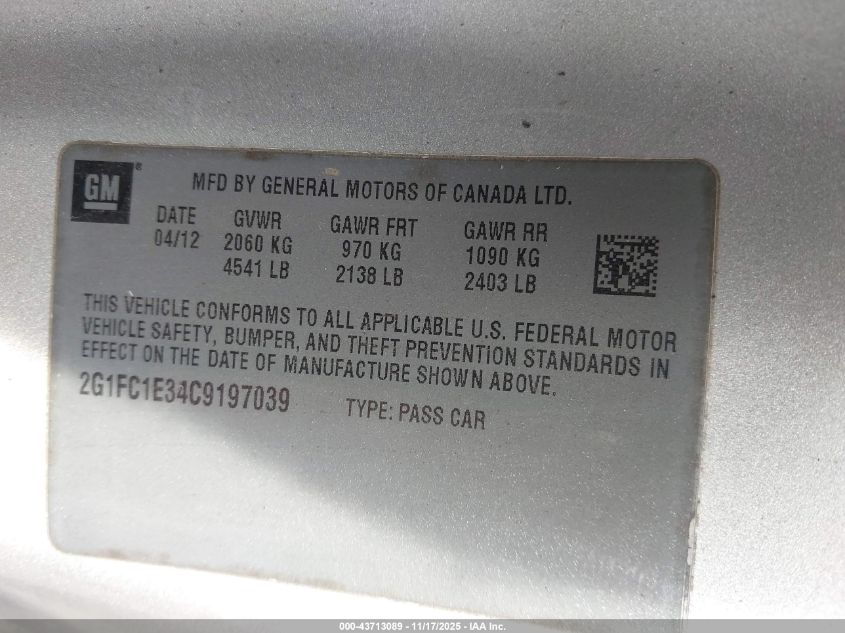 GM®
MFD BY GENERAL MOTORS OF CANADA LTD.
DATE GVWR GAWR FRT GAWR RR
04/12 2060 KG 970 KG 1090 KG
4541 LB 2138 LB 2403 LB
THIS VEHICLE CONFORMS TO ALL APPLICABLE U.S. FEDERAL MOTOR
VEHICLE SAFETY, BUMPER, AND THEFT PREVENTION STANDARDS IN
EFFECT ON THE DATE OF MANUFACTURE SHOWN ABOVE.
2G1FC1E34C9197039 TYPE: PASS CAR
000-43713089 - 11/17/2025 - IAA Inc.